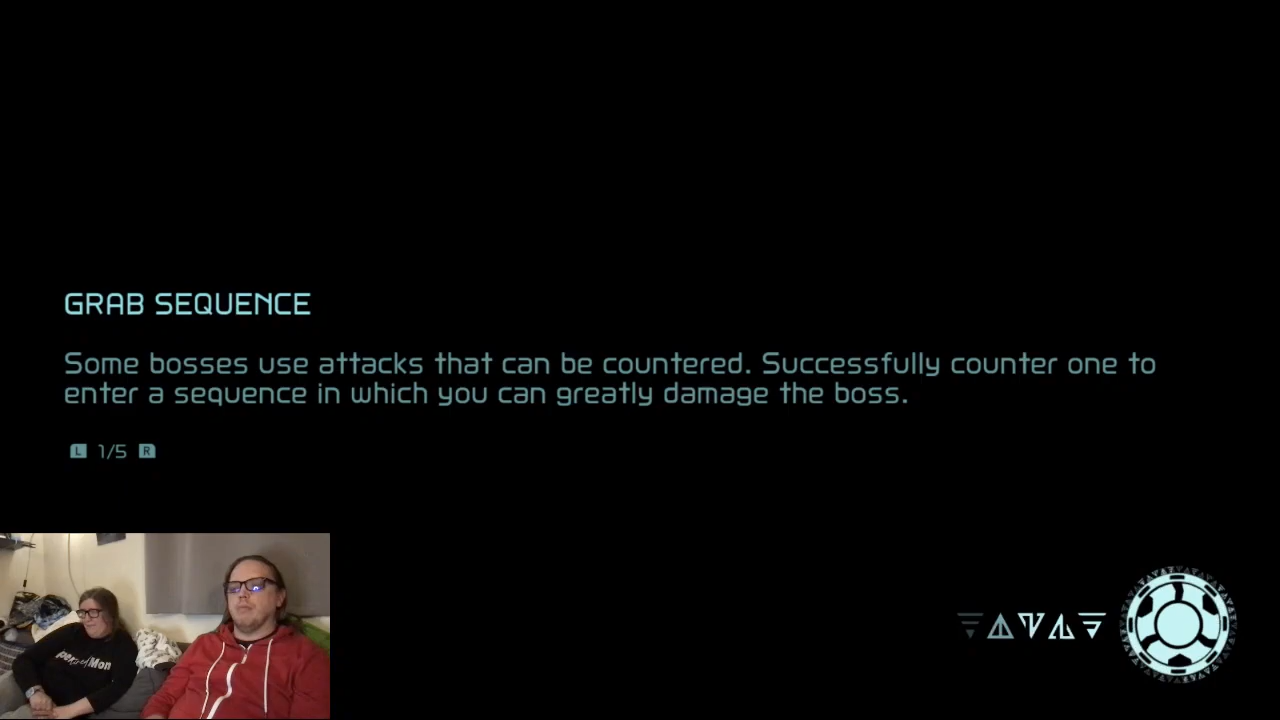 GRAB SEQUENCE
Some bosses use attacks that can be countered. Successfully counter one to
enter a sequence in which you can greatly damage the boss.
L 1/5 R